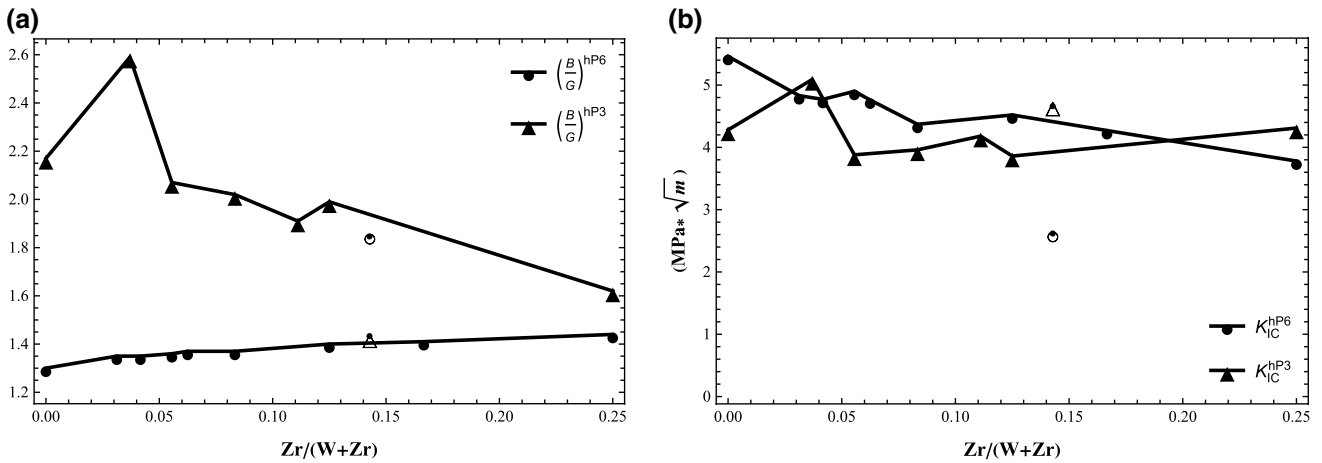 (a)
2.6
2.4
2.2
2.0
1.8
1.6
1.4
1.2
(B/G)^hP6
(B/G)^hP3
0.00 0.05 0.10 0.15 0.20 0.25
Zr/(W+Zr)
(b)
(MPa* √m)
5
4
3
2
1
0
K_IC^hP6
K_IC^hP3
0.00 0.05 0.10 0.15 0.20 0.25
Zr/(W+Zr)